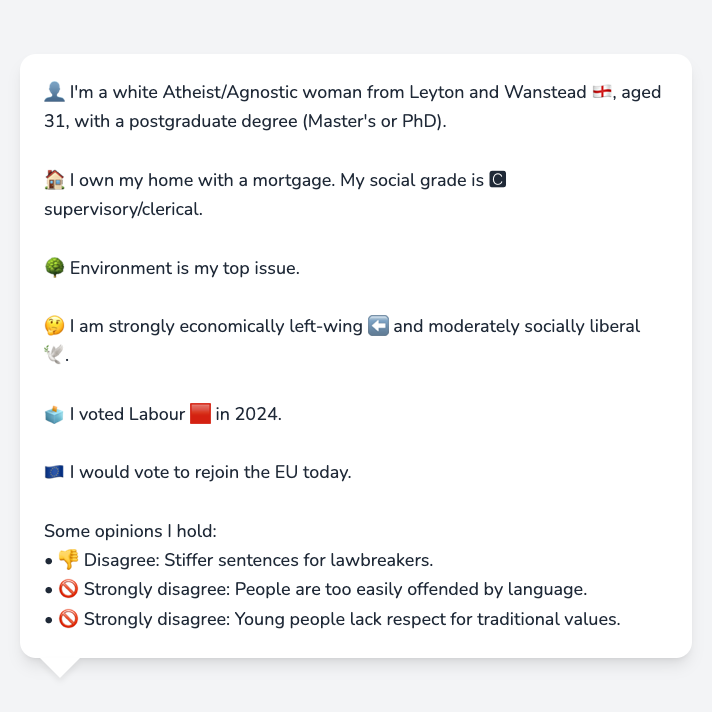 👤 I'm a white Atheist/Agnostic woman from Leyton and Wanstead 🏴󠁧󠁢󠁥󠁮󠁧󠁿, aged
31, with a postgraduate degree (Master's or PhD).
🏠 I own my home with a mortgage. My social grade is C
supervisory/clerical.
🌳 Environment is my top issue.
🤔 I am strongly economically left-wing ⬅️ and moderately socially liberal
🕊️.
🗳️ I voted Labour 🟥 in 2024.
🇪🇺 I would vote to rejoin the EU today.
Some opinions I hold:
• 👎 Disagree: Stiffer sentences for lawbreakers.
• 🚫 Strongly disagree: People are too easily offended by language.
• 🚫 Strongly disagree: Young people lack respect for traditional values.